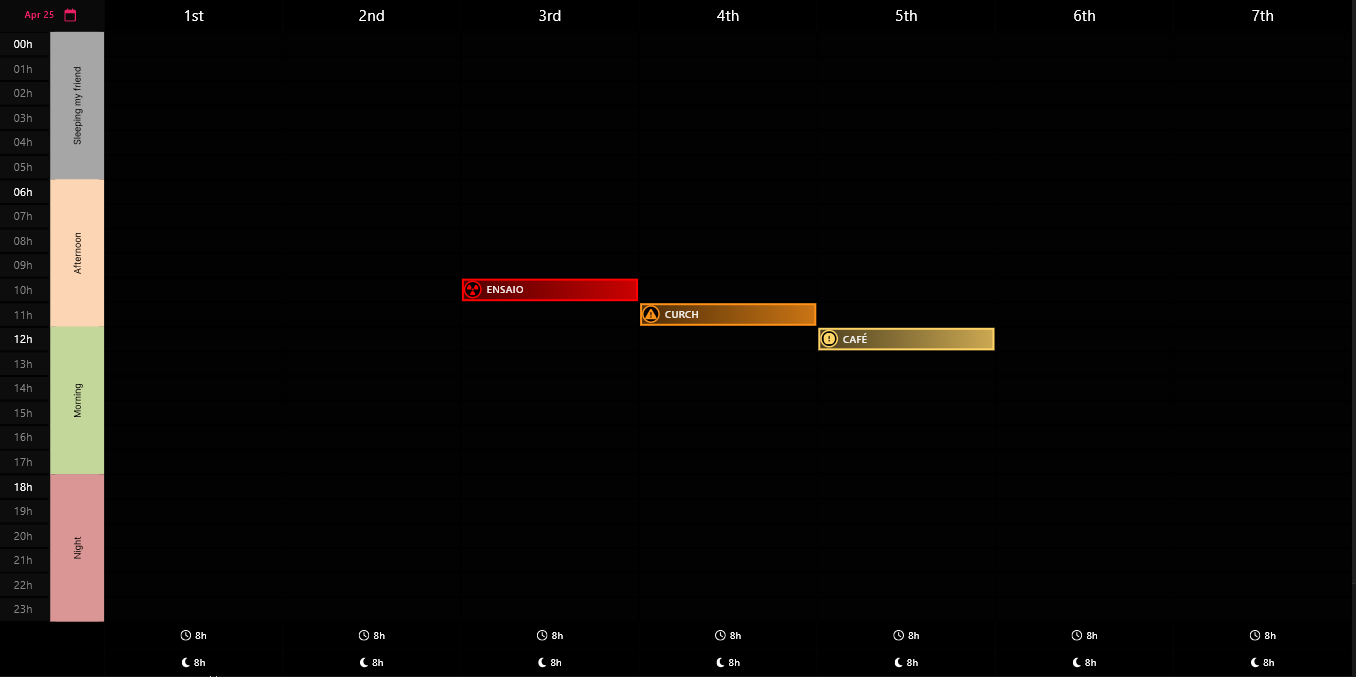 Apr 25 1st 2nd 3rd 4th 5th 6th 7th
00h
01h
02h
03h
04h
05h
Sleeping my friend
06h
07h
08h
09h
10h ENSAIO
11h CURCH
Afternoon
12h CAFÉ
13h
14h
15h
16h
17h
Morning
18h
19h
20h
21h
22h
23h
Night
8h 8h 8h 8h 8h 8h 8h
8h 8h 8h 8h 8h 8h 8h